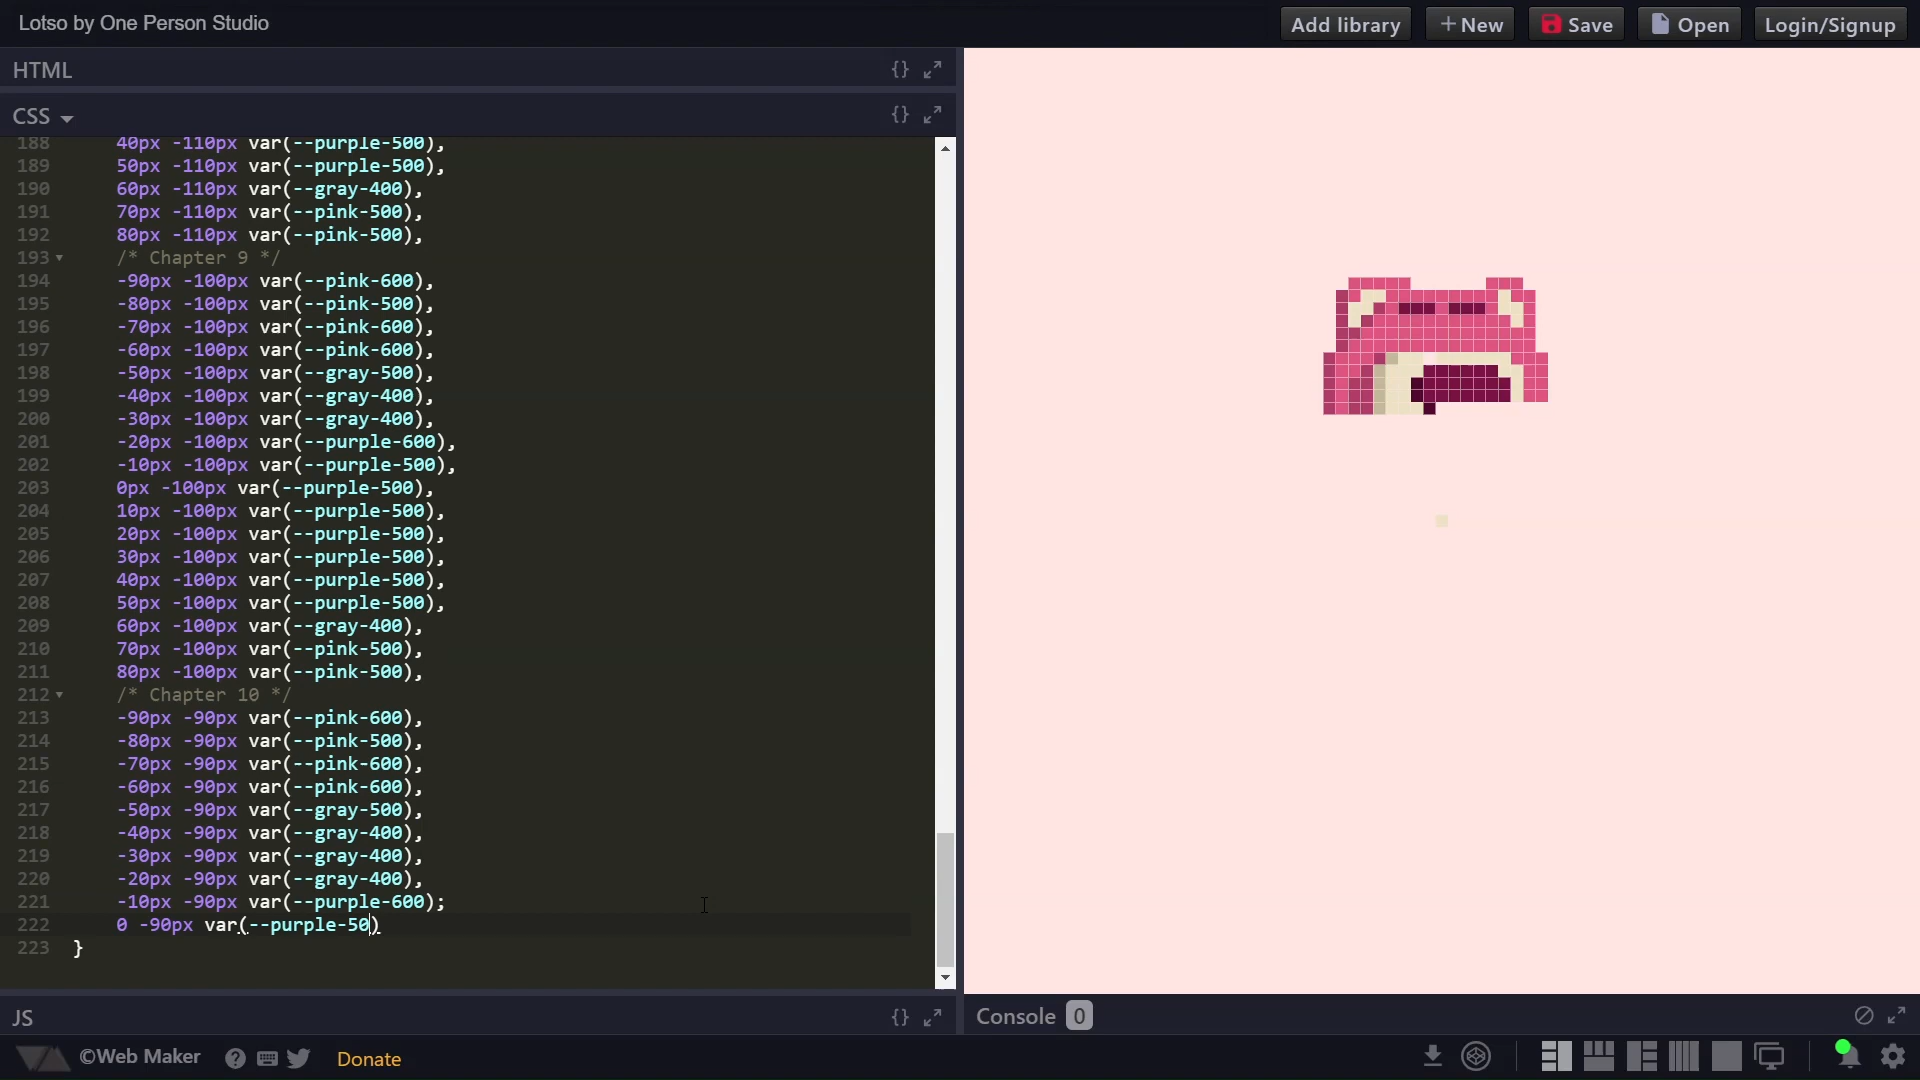 Lotso by One Person Studio
Add library
+New
Save
Open
Login/Signup
HTML
{}
CSS
{}
188 40px -110px var(--purple-500),
189 50px -110px var(--purple-500),
190 60px -110px var(--gray-400),
191 70px -110px var(--pink-500),
192 80px -110px var(--pink-500),
193 /* Chapter 9 */
194 -90px -100px var(--pink-600),
195 -80px -100px var(--pink-500),
196 -70px -100px var(--pink-600),
197 -60px -100px var(--pink-600),
198 -50px -100px var(--gray-500),
199 -40px -100px var(--gray-400),
200 -30px -100px var(--gray-400),
201 -20px -100px var(--purple-600),
202 -10px -100px var(--purple-500),
203 0px -100px var(--purple-500),
204 10px -100px var(--purple-500),
205 20px -100px var(--purple-500),
206 30px -100px var(--purple-500),
207 40px -100px var(--purple-500),
208 50px -100px var(--purple-500),
209 60px -100px var(--gray-400),
210 70px -100px var(--pink-500),
211 80px -100px var(--pink-500),
212 /* Chapter 10 */
213 -90px -90px var(--pink-600),
214 -80px -90px var(--pink-500),
215 -70px -90px var(--pink-600),
216 -60px -90px var(--pink-600),
217 -50px -90px var(--gray-500),
218 -40px -90px var(--gray-400),
219 -30px -90px var(--gray-400),
220 -20px -90px var(--gray-400),
221 -10px -90px var(--purple-600);
222 0 -90px var(--purple-50)
223 }
JS
{}
Console 0
©Web Maker
Donate